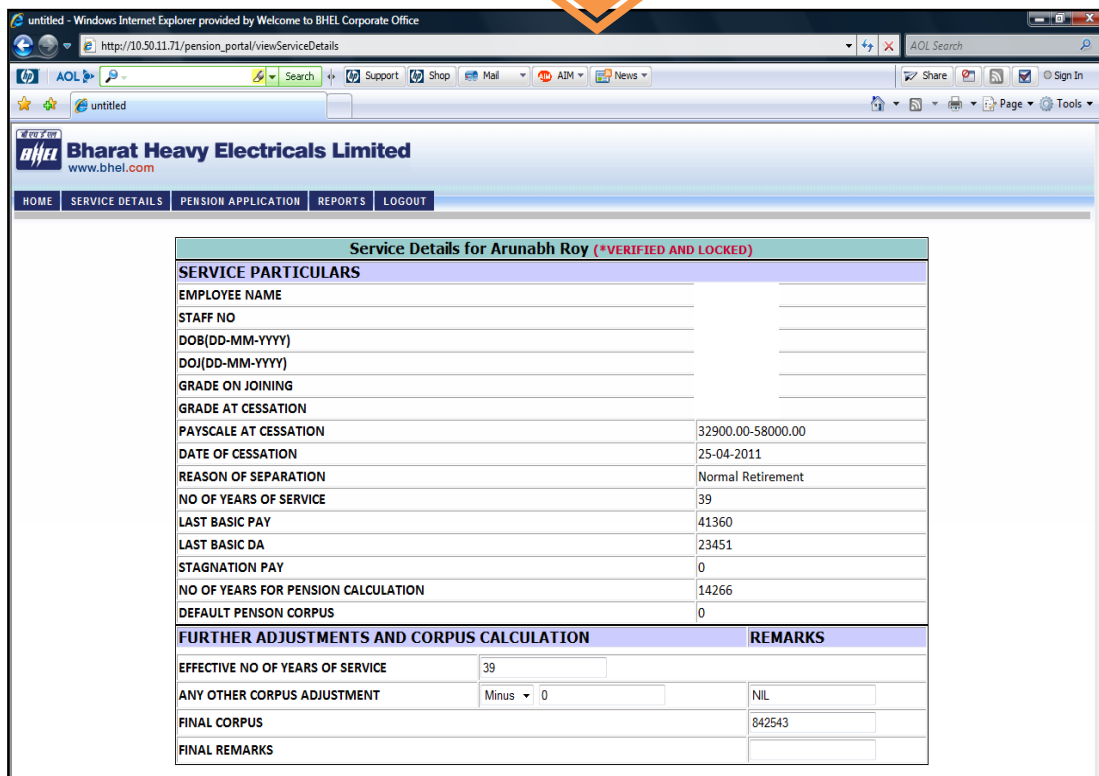 untitled - Windows Internet Explorer provided by Welcome to BHEL Corporate Office
http://10.50.11.71/pension_portal/viewServiceDetails AOL Search
AOL Search Support Shop Mail AIM News Share Sign In
untitled Page Tools
बी एच ई एल
BHEL Bharat Heavy Electricals Limited
www.bhel.com
HOME SERVICE DETAILS PENSION APPLICATION REPORTS LOGOUT
Service Details for Arunabh Roy (*VERIFIED AND LOCKED)
SERVICE PARTICULARS
EMPLOYEE NAME
STAFF NO
DOB(DD-MM-YYYY)
DOJ(DD-MM-YYYY)
GRADE ON JOINING
GRADE AT CESSATION
PAYSCALE AT CESSATION 32900.00-58000.00
DATE OF CESSATION 25-04-2011
REASON OF SEPARATION Normal Retirement
NO OF YEARS OF SERVICE 39
LAST BASIC PAY 41360
LAST BASIC DA 23451
STAGNATION PAY 0
NO OF YEARS FOR PENSION CALCULATION 14266
DEFAULT PENSON CORPUS 0
FURTHER ADJUSTMENTS AND CORPUS CALCULATION REMARKS
EFFECTIVE NO OF YEARS OF SERVICE 39
ANY OTHER CORPUS ADJUSTMENT Minus 0 NIL
FINAL CORPUS 842543
FINAL REMARKS